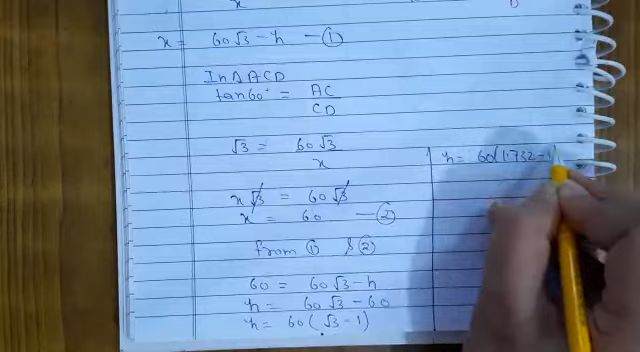 x
x = 60√3 - h — ①
In Δ ACD
tan60° = AC
CD
√3 = 60√3
x
x√3 = 60√3
x = 60 — ②
from ① & ②
60 = 60√3 - h
h = 60√3 - 60
h = 60(√3 - 1)
h = 60(1.732 - 1